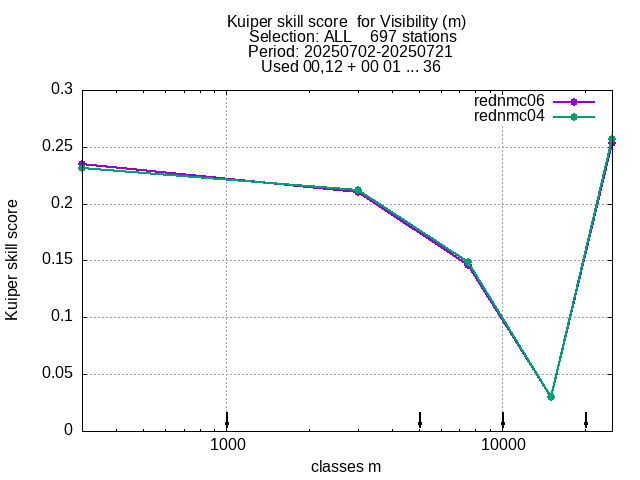 Kuiper skill score  for Visibility (m)
Selection: ALL    697 stations
Period: 20250702-20250721
Used 00,12 + 00 01 ... 36
rednmc06
rednmc04
0.3
0.25
0.2
0.15
0.1
0.05
0
Kuiper skill score
1000
10000
classes m